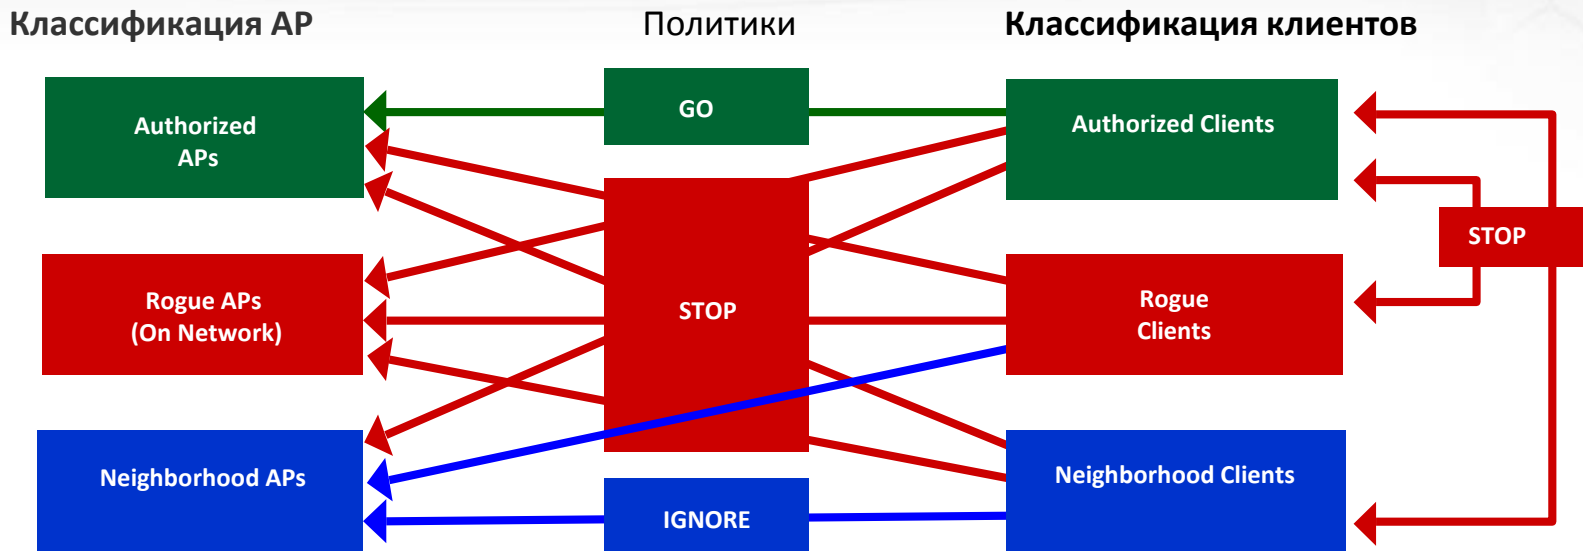 Классификация AP
Политики
Классификация клиентов
Authorized
APs
GO
Authorized Clients
STOP
Rogue APs
(On Network)
STOP
Rogue
Clients
Neighborhood APs
IGNORE
Neighborhood Clients